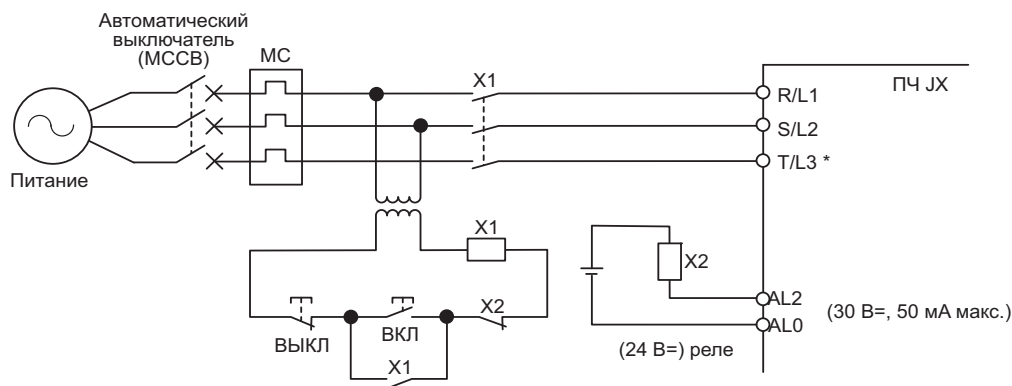 Автоматический
выключатель
(MCCB)
MC
X1
ПЧ JX
R/L1
S/L2
T/L3 *
Питание
X1
X2
AL2
(30 В=, 50 мА макс.)
AL0
X2
ВЫКЛ
ВКЛ
(24 В=) реле
X1